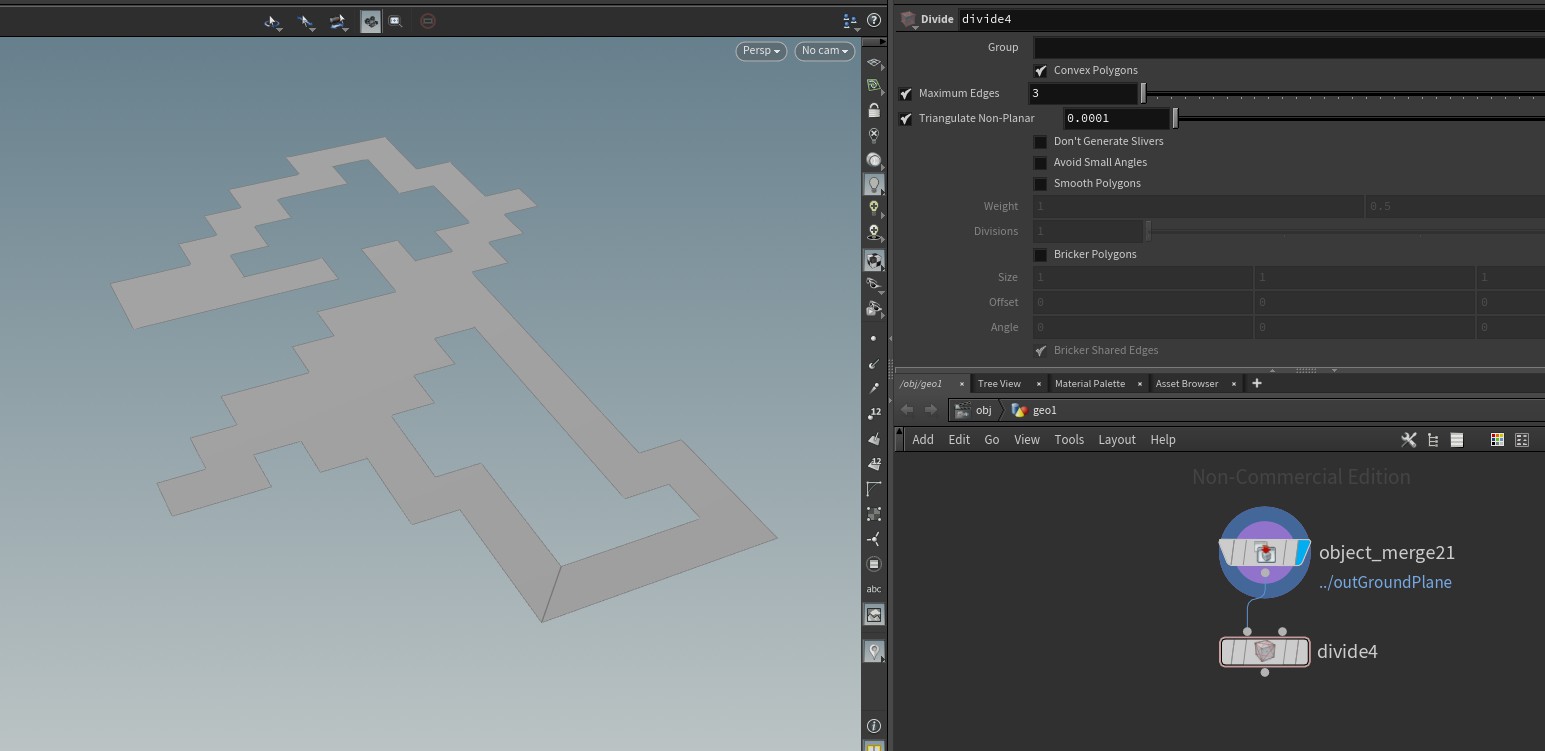 Persp
No cam
12
12
abc
Divide divide4
Group
Convex Polygons
Maximum Edges 3
Triangulate Non-Planar 0.0001
Don't Generate Slivers
Avoid Small Angles
Smooth Polygons
Weight 1 0.5
Divisions 1
Bricker Polygons
Size 1 1 1
Offset 0 0 0
Angle 0 0 0
Bricker Shared Edges
/obj/geo1 × Tree View × Material Palette × Asset Browser × +
obj geo1
Add Edit Go View Tools Layout Help
Non-Commercial Edition
object_merge21
../outGroundPlane
divide4